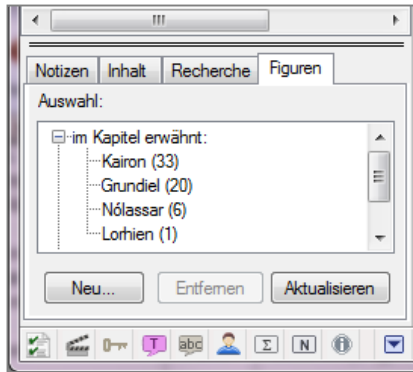 Notizen Inhalt Recherche Figuren
Auswahl:
im Kapitel erwähnt:
Kairon (33)
Grundiel (20)
Nólassar (6)
Lorhien (1)
Neu... Entfernen Aktualisieren
T abc Σ N i